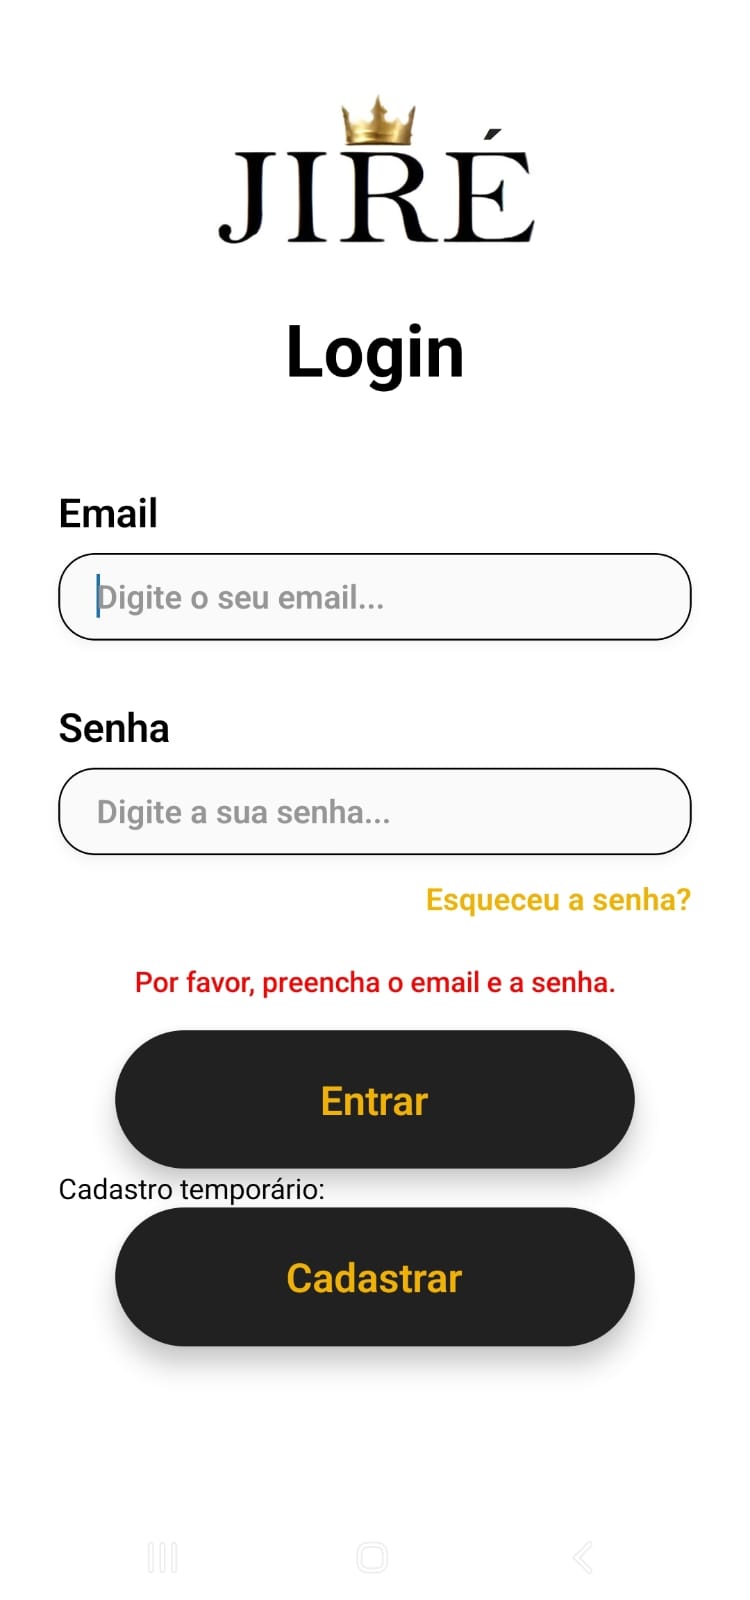 JIRÉ
Login
Email
Digite o seu email...
Senha
Digite a sua senha...
Esqueceu a senha?
Por favor, preencha o email e a senha.
Entrar
Cadastro temporário:
Cadastrar